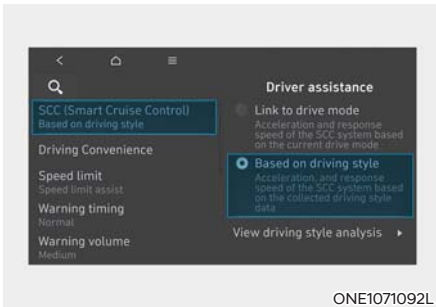 SCC (Smart Cruise Control)
Based on driving style
Driving Convenience
Speed limit
Speed limit assist
Warning timing
Normal
Warning volume
Medium
Driver assistance
Link to drive mode
Acceleration and response
speed of the SCC system based
on the current drive mode
Based on driving style
Acceleration, and response
speed of the SCC system based
on the collected driving style
data
View driving style analysis
ONE1071092L